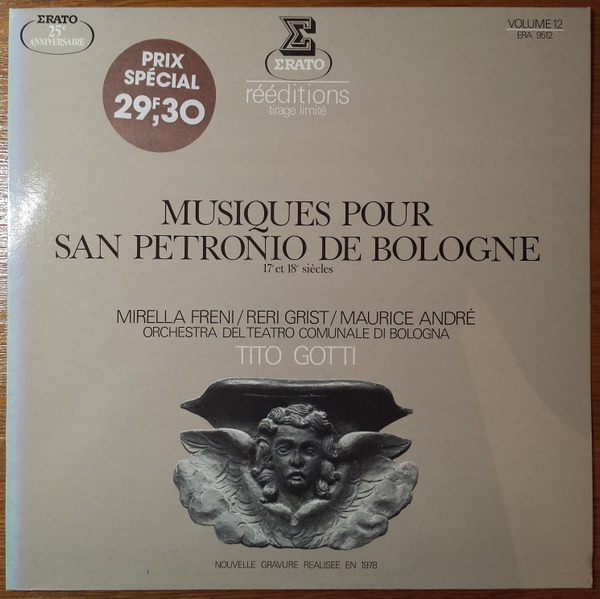 ERATO
25e
ANNIVERSAIRE
PRIX
SPÉCIAL
29F,30
E
ERATO
rééditions
tirage limité
VOLUME 12
ERA 9512
MUSIQUES POUR
SAN PETRONIO DE BOLOGNE
17e et 18e siècles
MIRELLA FRENI/RERI GRIST/MAURICE ANDRÉ
ORCHESTRA DEL TEATRO COMUNALE DI BOLOGNA
TITO GOTTI
NOUVELLE GRAVURE REALISEE EN 1978